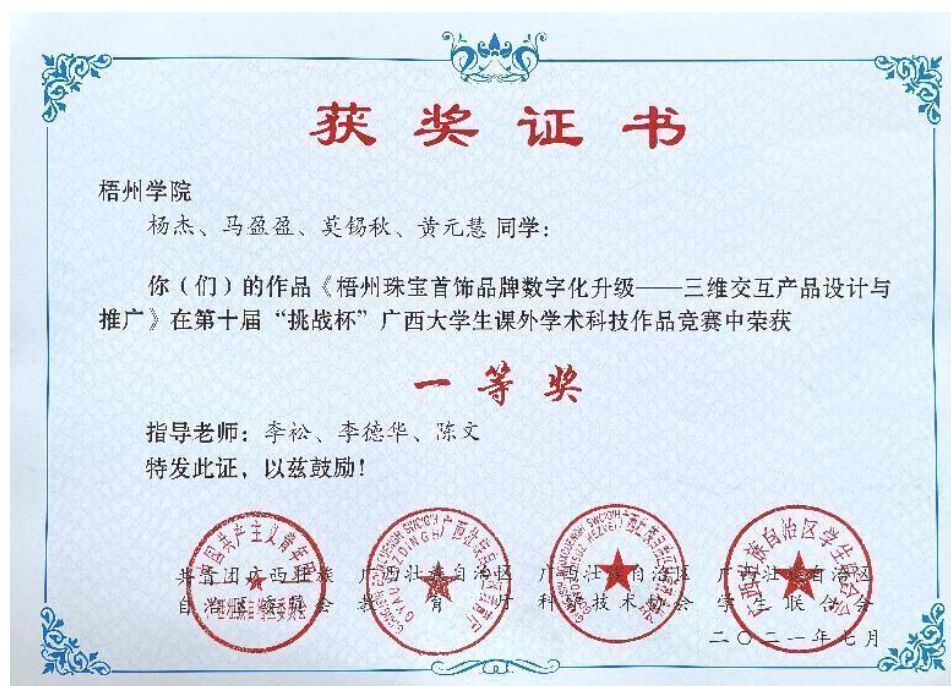 获奖证书
梧州学院
杨杰、马盈盈、莫锡秋、黄元慧 同学：
你（们）的作品《梧州珠宝首饰品牌数字化升级——三维交互产品设计与
推广》在第十届“挑战杯”广西大学生课外学术科技作品竞赛中荣获
一等奖
指导老师：李松、李德华、陈文
特发此证，以兹鼓励！
共青团广西壮族 广西壮族自治区 广西壮族自治区 广西壮族自治区
自治区委员会 教育厅 科学技术协会 学生联合会
二〇二一年七月